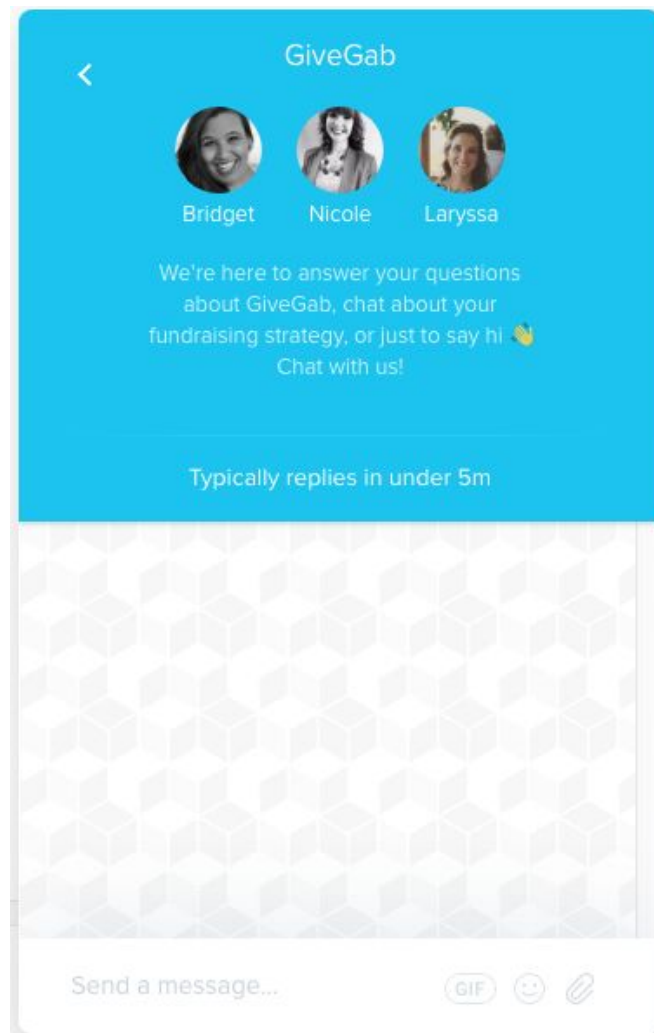 GiveGab
Bridget Nicole Laryssa
We're here to answer your questions
about GiveGab, chat about your
fundraising strategy, or just to say hi 👋
Chat with us!
Typically replies in under 5m
Send a message...
GIF